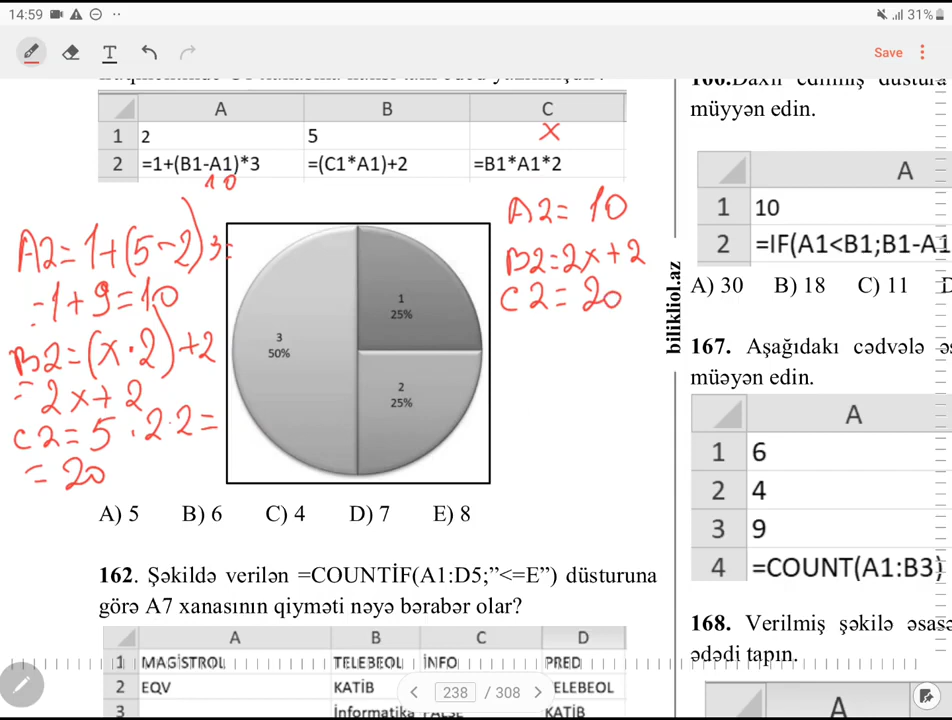 14:59
31%
T
Save
A B C
1 2 5 x
2 =1+(B1-A1)*3 =(C1*A1)+2 =B1*A1*2
10
A2=1+(5-2)3=
=1+9=10
B2=(x·2)+2
=2x+2
C2=5·2·2=
=20
A2=10
B2=2x+2
C2=20
1
25%
3
50%
2
25%
A) 5 B) 6 C) 4 D) 7 E) 8
162. Şəkildə verilən =COUNTİF(A1:D5;”<=E”) düsturuna
görə A7 xanasının qiyməti nəyə bərabər olar?
A B C D
1 MAGİSTROL TELEBEOL İNFO PRED
2 EQV KATİB ELEBEOL
3 İnformatika FALSE KATİB
238 / 308
bilikliol.az
müyyən edin.
A
1 10
2 =IF(A1<B1;B1-A1
A) 30 B) 18 C) 11 D
167. Aşağıdakı cədvələ əs
müəyən edin.
A
1 6
2 4
3 9
4 =COUNT(A1:B3)
168. Verilmiş şəkilə əsasə
ədədi tapın.
A